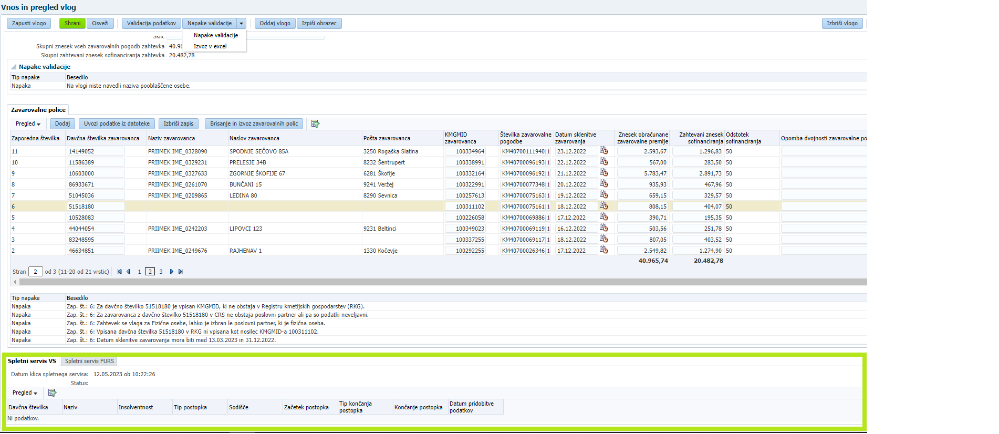 Vnos in pregled vlog
Zapusti vlogo Shrani Osveži Validacija podatkov Napake validacije Oddaj vlogo Izpiši obrazec Izbriši vlogo
Napake validacije
Izvoz v excel
Sklic
Skupni znesek vseh zavarovalnih pogodb zahtevka 40.96
Skupni zahtevani znesek sofinanciranja zahtevka 20.482,78
Napake validacije
Tip napake Besedilo
Napaka Na vlogi niste navedli naziva pooblaščene osebe.
Zavarovalne police
Pregled Dodaj Uvozi podatke iz datoteke Izbriši zapis Brisanje in izvoz zavarovalnih polic
Zaporedna številka Davčna številka zavarovanca Naziv zavarovanca Naslov zavarovanca Pošta zavarovanca KMGMID zavarovanca Številka zavarovalne pogodbe Datum sklenitve zavarovanja Znesek obračunane zavarovalne premije Zahtevani znesek sofinanciranja Odstotek sofinanciranja Opomba dvojnosti zavarovalne po
11 14149052 PRIIMEK IME_0328090 SPODNJE SEČOVO 85A 3250 Rogaška Slatina 100334964 KM40700111940|1 23.12.2022 2.593,67 1.296,83 50
10 11586389 PRIIMEK IME_0329231 PRELESJE 34B 8232 Šentrupert 100338991 KM40700096193|1 22.12.2022 567,00 283,50 50
9 10603000 PRIIMEK IME_0327633 ZGORNJE ŠKOFIJE 67 6281 Škofije 100332164 KM40700096192|1 21.12.2022 5.783,47 2.891,73 50
8 86933671 PRIIMEK IME_0261070 BUNČANI 15 9241 Veržej 100322991 KM40700077348|1 20.12.2022 935,93 467,96 50
7 51045036 PRIIMEK IME_0209865 LEDINA 80 8290 Sevnica 100257613 KM40700075163|1 19.12.2022 659,15 329,57 50
6 51518180 100311102 KM40700075161|1 18.12.2022 808,15 404,07 50
5 10528083 100226058 KM40700069886|1 17.12.2022 390,71 195,35 50
4 44044054 PRIIMEK IME_0242203 LIPOVCI 123 9231 Beltinci 100349023 KM40700069119|1 16.12.2022 503,56 251,78 50
3 83248595 100337255 KM40700069117|1 18.12.2022 807,05 403,52 50
2 46634851 PRIIMEK IME_0249676 RAJHENAV 1 1330 Kočevje 100292255 KM40700026346|1 17.12.2022 2.549,82 1.274,90 50
40.965,74 20.482,78
Stran 2 od 3 (11-20 od 21 vrstic) 1 2 3
Tip napake Besedilo
Napaka Zap. št.: 6: Za davčno številko 51518180 je vpisan KMGMID, ki ne obstaja v Registru kmetijskih gospodarstev (RKG).
Napaka Zap. št.: 6: Za zavarovanca z davčno številko 51518180 v CRS ne obstaja poslovni partner ali pa so podatki neveljavni.
Napaka Zap. št.: 6: Zahtevek se vlaga za Fizične osebe, lahko je izbran le poslovni partner, ki je fizična oseba.
Napaka Zap. št.: 6: Vpisana davčna številka 51518180 v RKG ni vpisana kot nosilec KMGMID-a 100311102.
Napaka Zap. št.: 6: Datum sklenitve zavarovanja mora biti med 13.03.2023 in 31.12.2022.
Spletni servis VS Spletni servis FURS
Datum klica spletnega servisa: 12.05.2023 ob 10:22:26
Status:
Pregled
Davčna številka Naziv Insolventnost Tip postopka Sodišče Začetek postopka Tip končanja postopka Končanje postopka Datum pridobitve podatkov
Ni podatkov.